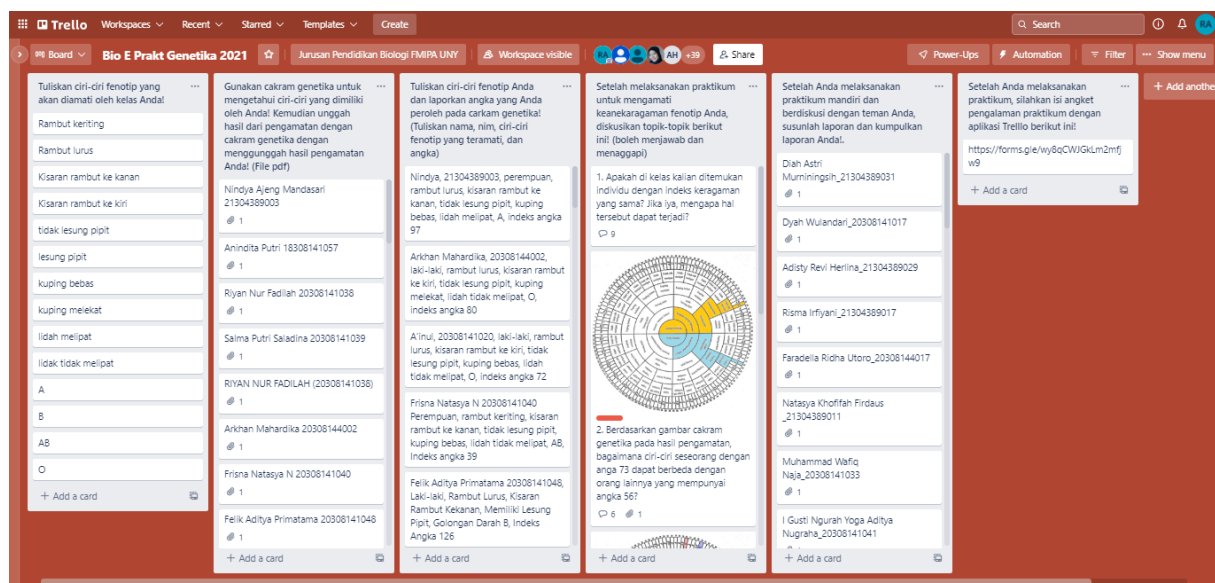 Trello
Workspaces
Recent
Starred
Templates
Create
Search
RA
Board
Bio E Prakt Genetika 2021
Jurusan Pendidikan Biologi FMIPA UNY
Workspace visible
RA
AH
+39
Share
Power-Ups
Automation
Filter
Show menu
Tuliskan ciri-ciri fenotip yang
akan diamati oleh kelas Anda!
Rambut keriting
Rambut lurus
Kisaran rambut ke kanan
Kisaran rambut ke kiri
tidak lesung pipit
lesung pipit
kuping bebas
kuping melekat
lidah melipat
lidak tidak melipat
A
B
AB
O
+ Add a card
Gunakan cakram genetika untuk
mengetahui ciri-ciri yang dimiliki
oleh Anda! Kemudian unggah
hasil dari pengamatan dengan
cakram genetika dengan
menggunggah hasil pengamatan
Anda! (File pdf)
Nindya Ajeng Mandasari
21304389003
1
Anindita Putri 18308141057
1
Riyan Nur Fadilah 20308141038
1
Salma Putri Saladina 20308141039
1
RIYAN NUR FADILAH (20308141038)
1
Arkhan Mahardika 20308144002
1
Frisna Natasya N 20308141040
1
Felik Aditya Primatama 20308141048
1
+ Add a card
Tuliskan ciri-ciri fenotip Anda
dan laporkan angka yang Anda
peroleh pada carkam genetika!
(Tuliskan nama, nim, ciri-ciri
fenotip yang teramati, dan
angka)
Nindya, 21304389003, perempuan,
rambut lurus, kisaran rambut ke
kanan, tidak lesung pipit, kuping
bebas, lidah melipat, A, indeks angka
97
Arkhan Mahardika, 20308144002,
laki-laki, rambut lurus, kisaran rambut
ke kiri, tidak lesung pipit, kuping
melekat, lidah tidak melipat, O,
indeks angka 80
A'inul, 20308141020, laki-laki, rambut
lurus, kisaran rambut ke kiri, tidak
lesung pipit, kuping bebas, lidah
tidak melipat, O, indeks angka 72
Frisna Natasya N 20308141040
Perempuan, rambut keriting, kisaran
rambut ke kanan, tidak lesung pipit,
kuping bebas, lidah tidak melipat, AB,
Indeks angka 39
Felik Aditya Primatama 20308141048,
Laki-laki, Rambut Lurus, Kisaran
Rambut Kekanan, Memiliki Lesung
Pipit, Golongan Darah B, Indeks
Angka 126
+ Add a card
Setelah melaksanakan praktikum
untuk mengamati
keanekaragaman fenotip Anda,
diskusikan topik-topik berikut
ini! (boleh menjawab dan
menaggapi)
1. Apakah di kelas kalian ditemukan
individu dengan indeks keragaman
yang sama? Jika iya, mengapa hal
tersebut dapat terjadi?
9
2. Berdasarkan gambar cakram
genetika pada hasil pengamatan,
bagaimana ciri-ciri seseorang dengan
anga 73 dapat berbeda dengan
orang lainnya yang mempunyai
angka 56?
6 1
+ Add a card
Setelah Anda melaksanakan
praktikum mandiri dan
berdiskusi dengan teman Anda,
susunlah laporan dan kumpulkan
laporan Anda!.
Diah Astri
Murniningsih_21304389031
1
Dyah Wulandari_20308141017
1
Adisty Revi Herlina_21304389029
1
Risma Irfiyani_21304389017
1
Faradella Ridha Utoro_20308144017
1
Natasya Khofifah Firdaus
_21304389011
1
Muhammad Wafiq
Naja_20308141033
1
I Gusti Ngurah Yoga Aditya
Nugraha_20308141041
+ Add a card
Setelah Anda melaksanakan
praktikum, silahkan isi angket
pengalaman praktikum dengan
aplikasi Trelllo berikut ini!
https://forms.gle/wy8qCWJGkLm2mfj
w9
+ Add a card
+ Add anothe